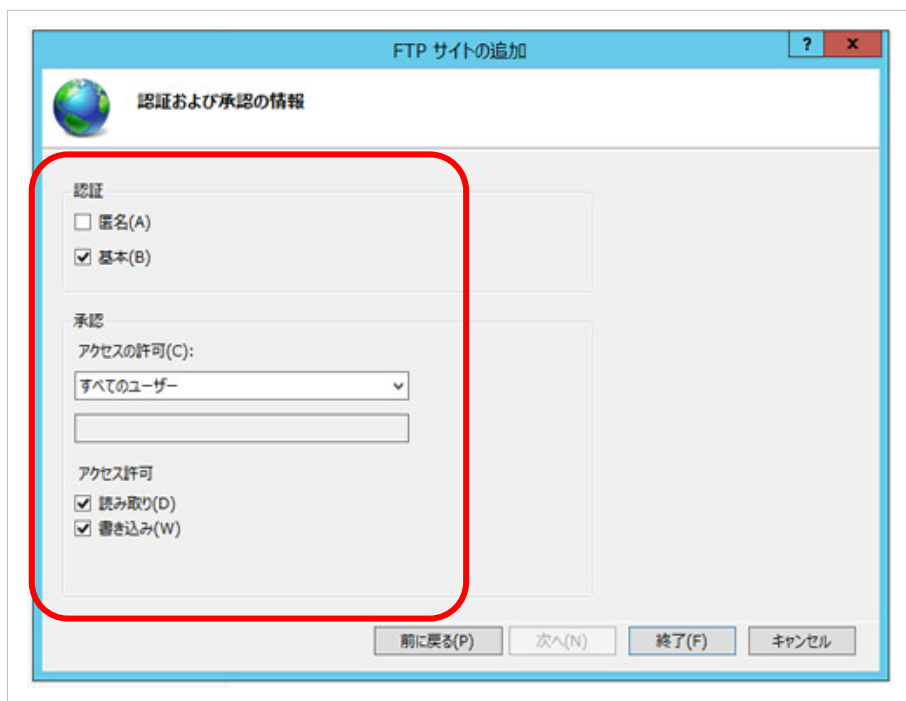 FTP サイトの追加
? x
認証および承認の情報
認証
匿名(A)
基本(B)
承認
アクセスの許可(C):
すべてのユーザー
アクセス許可
読み取り(D)
書き込み(W)
前に戻る(P) 次へ(N) 終了(F) キャンセル